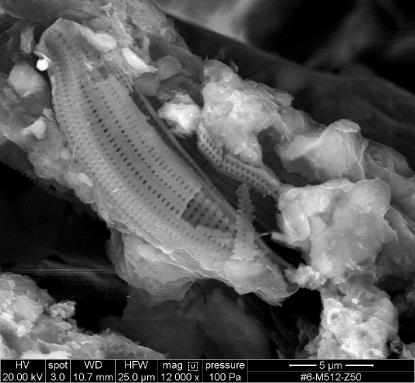 HV spot WD HFW mag pressure 5 µm
20.00 kV 3.0 10.7 mm 25.0 µm 12 000 x 100 Pa #6-M512-Z50